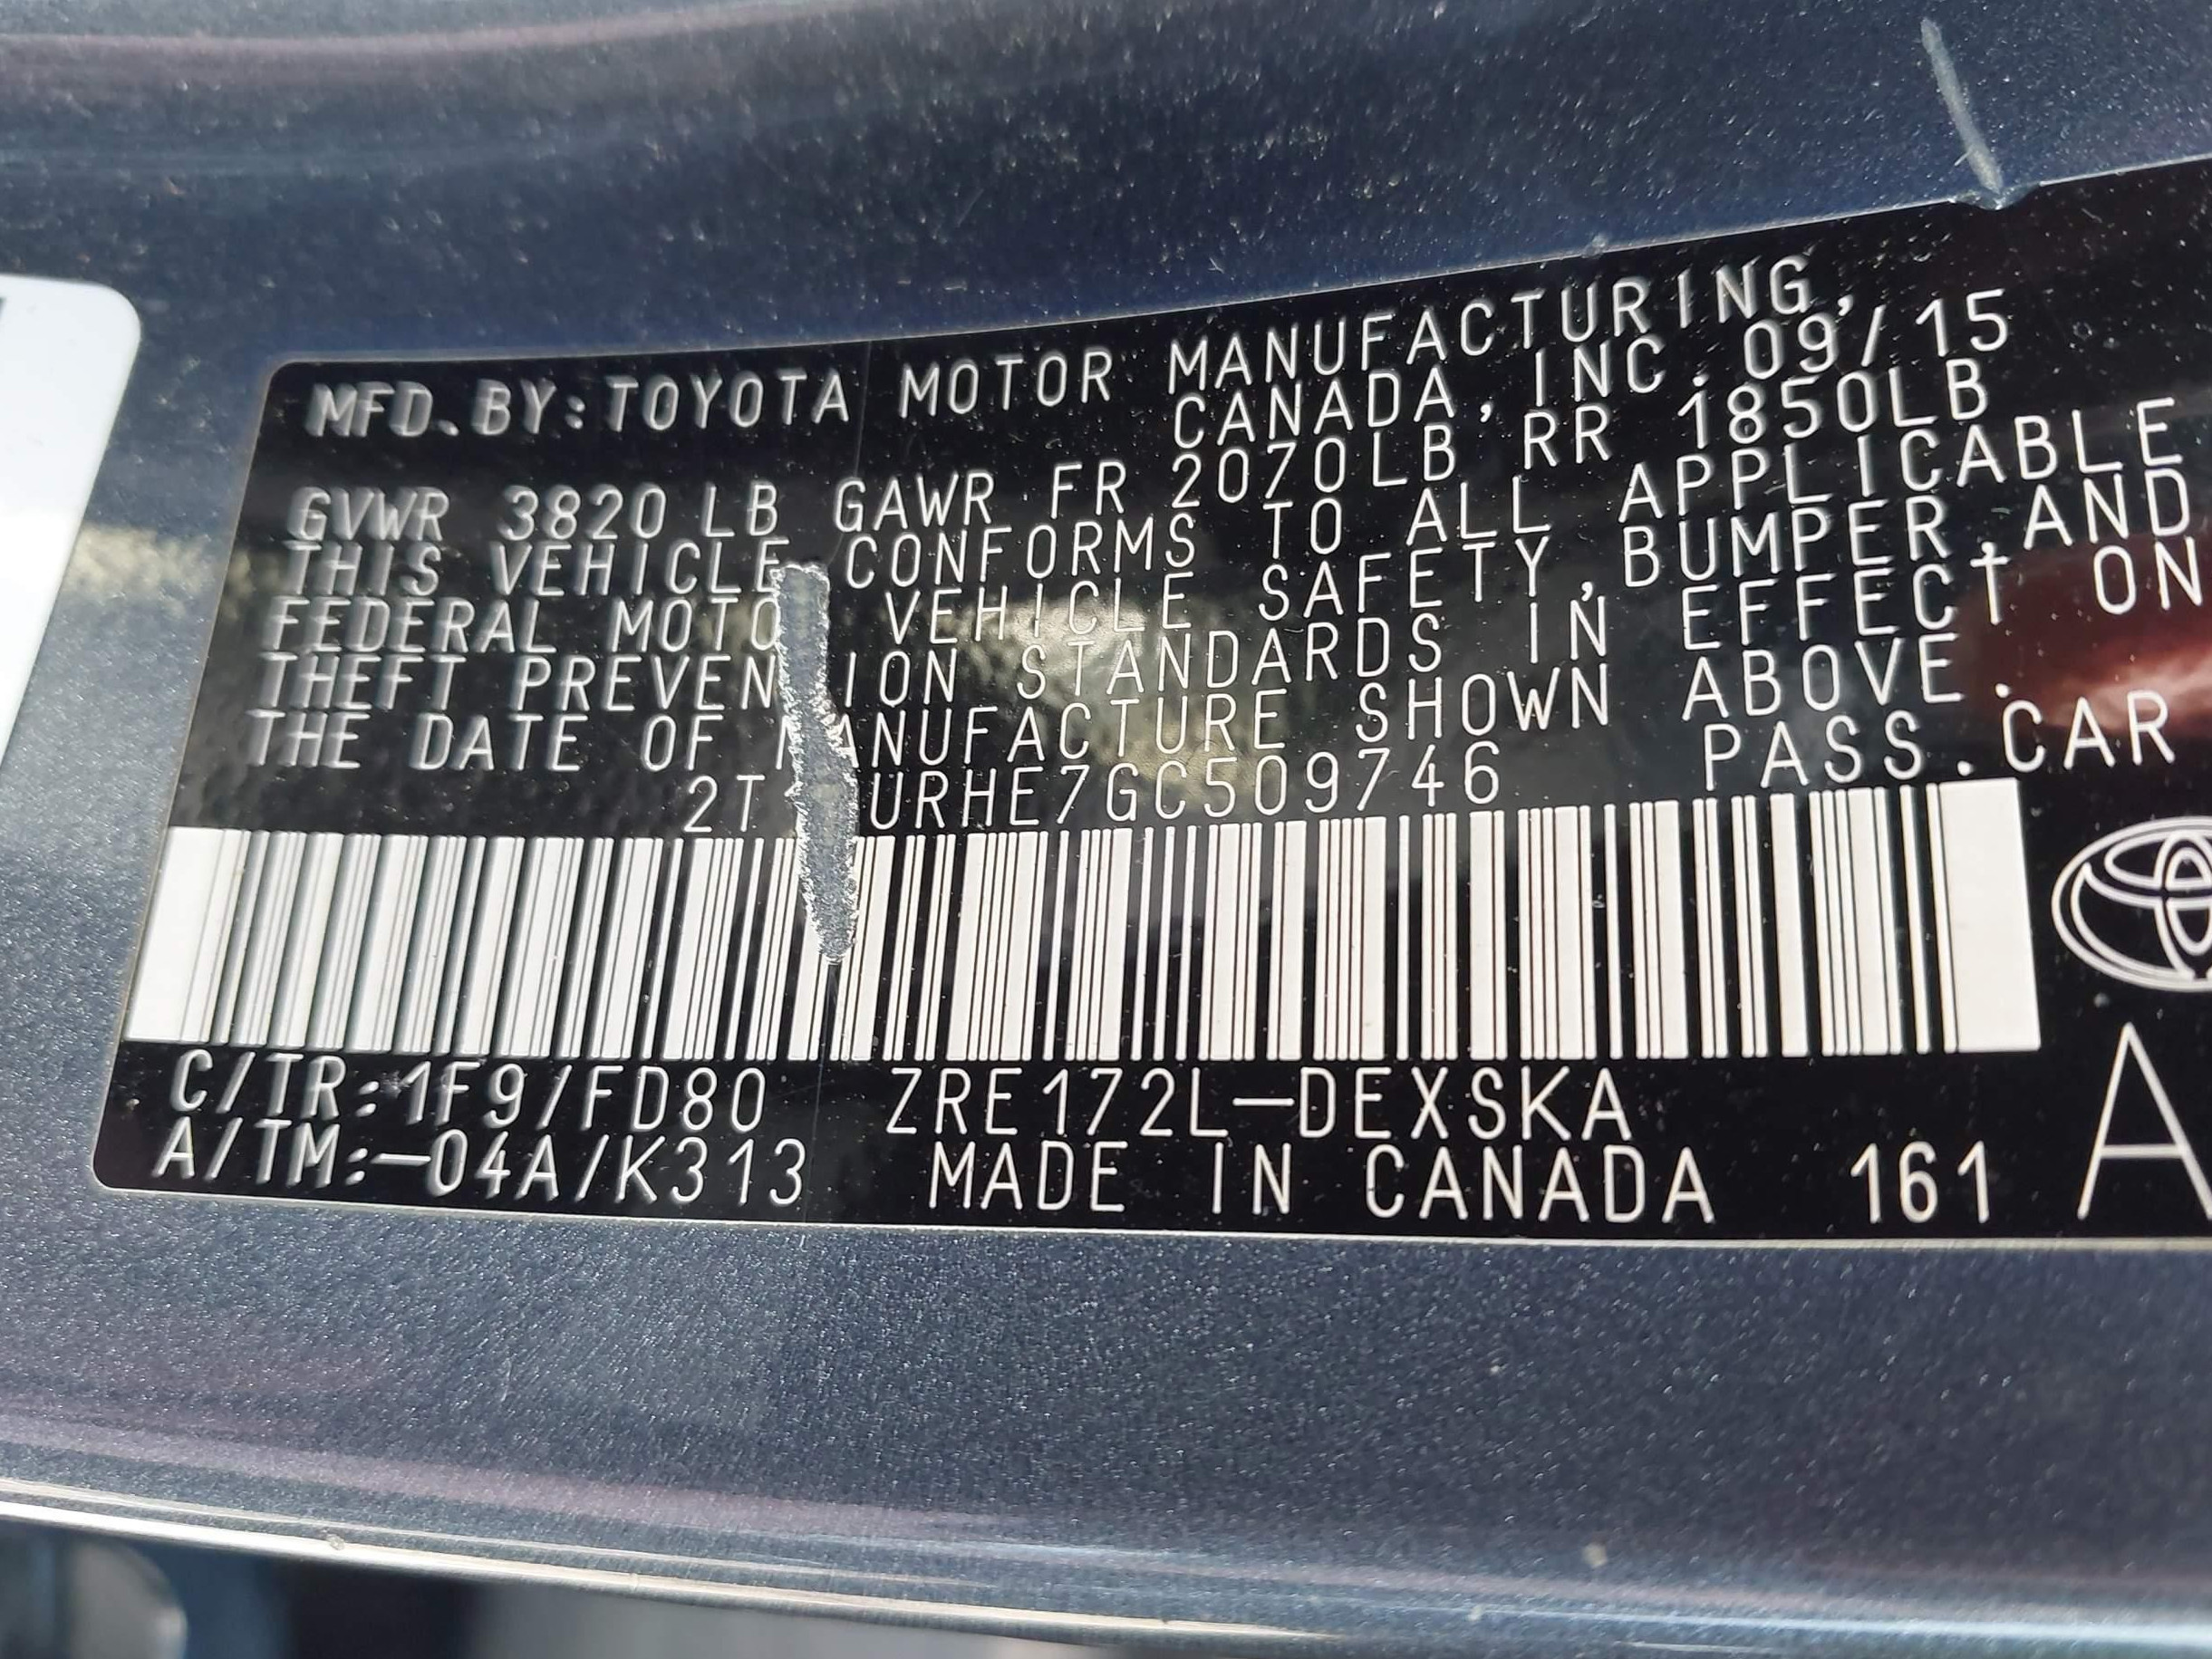 MFD.BY:TOYOTA MOTOR MANUFACTURING,
CANADA, INC. 09/15
GVWR 3820 LB GAWR FR 2070LB RR 1850LB
THIS VEHICLE CONFORMS TO ALL APPLICABLE
FEDERAL MOTO VEHICLE SAFETY,BUMPER,AND
THEFT PREVEN ION STANDARDS IN EFFECT ON
THE DATE OF MANUFACTURE SHOWN ABOVE.
2T URHE7GC509746 PASS.CAR
C/TR:1F9/FD80 ZRE172L-DEXSKA
A/TM:-04A/K313 MADE IN CANADA 161 A